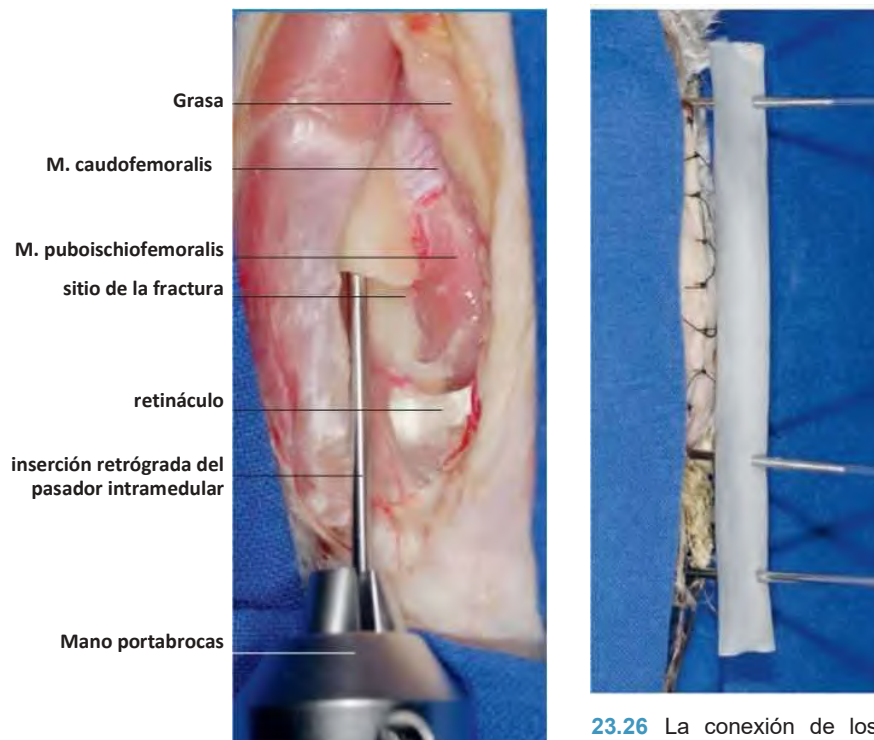 Grasa
M. caudofemoralis
M. puboischiofemoralis
sitio de la fractura
retináculo
inserción retrógrada del
pasador intramedular
Mano portabrocas
23.26 La conexión de los